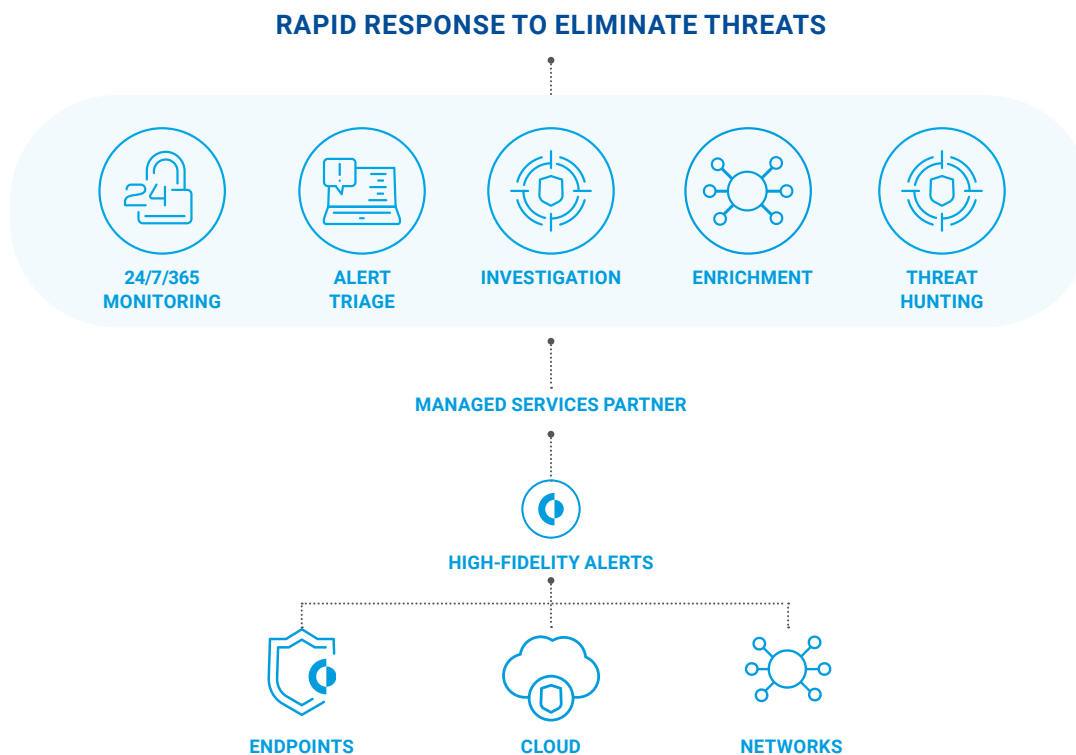 RAPID RESPONSE TO ELIMINATE THREATS
24
!
24/7/365
MONITORING
ALERT
TRIAGE
INVESTIGATION
ENRICHMENT
THREAT
HUNTING
MANAGED SERVICES PARTNER
HIGH-FIDELITY ALERTS
ENDPOINTS
CLOUD
NETWORKS